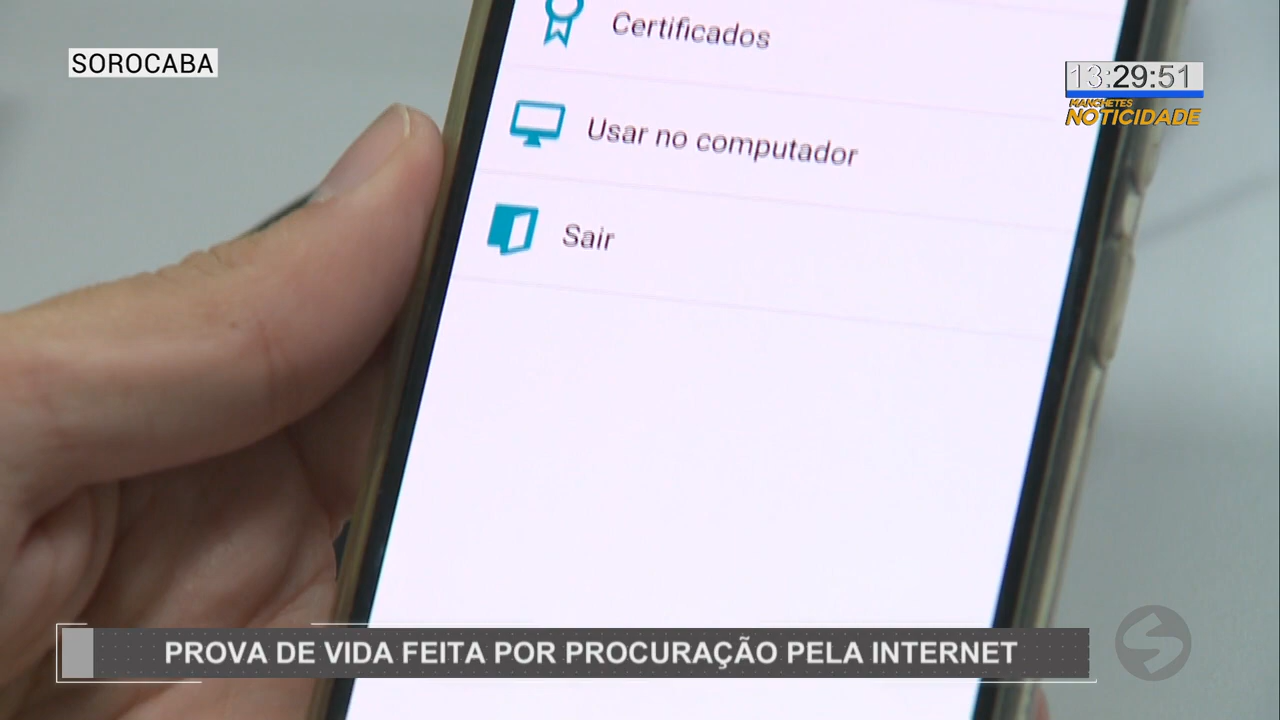 SOROCABA
13:29:51
MANCHETES
NOTICIDADE
Certificados
Usar no computador
Sair
PROVA DE VIDA FEITA POR PROCURAÇÃO PELA INTERNET